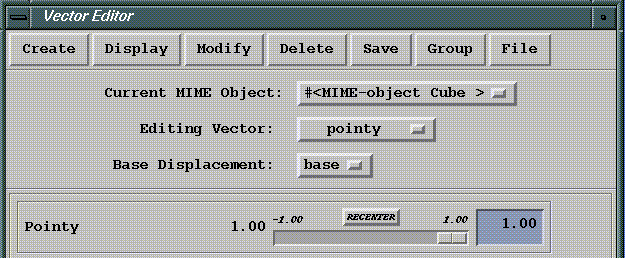 Vector Editor
Create Display Modify Delete Save Group File
Current MIME Object: #<MIME-object Cube >
Editing Vector: pointy
Base Displacement: base
Pointy 1.00 -1.00 RECENTER 1.00 1.00